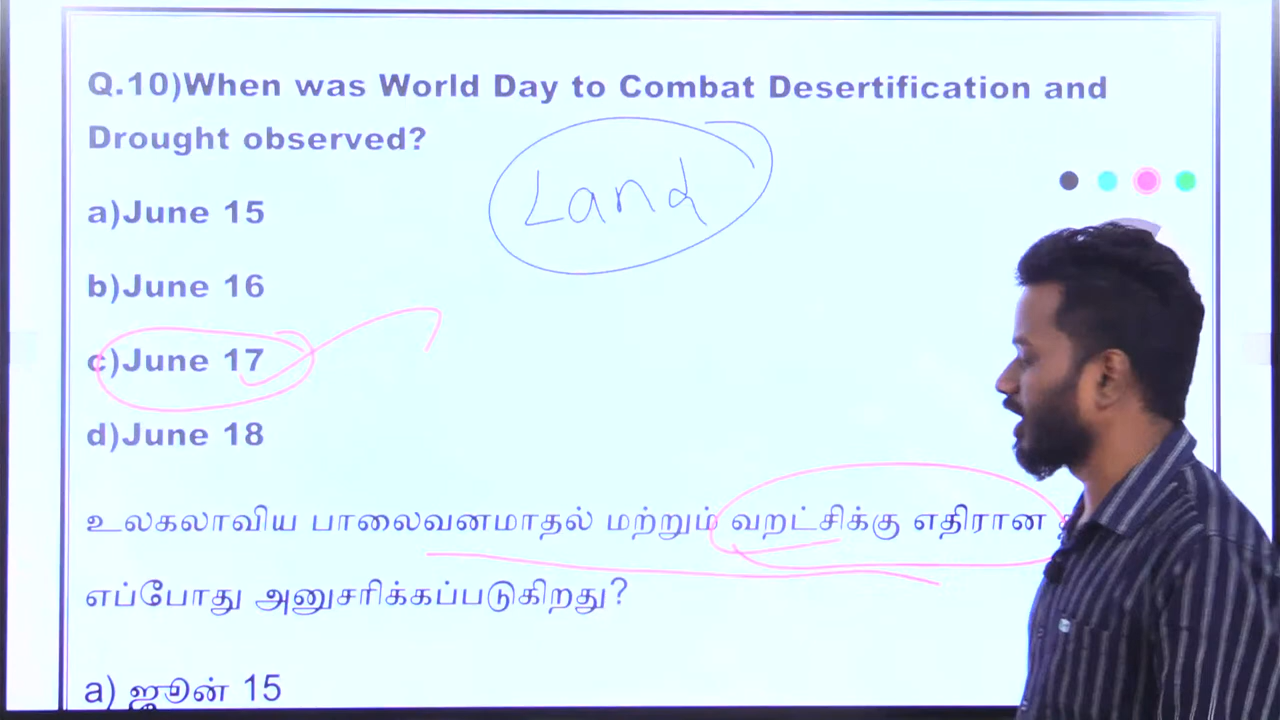 Q.10)When was World Day to Combat Desertification and
Drought observed?
Land
a)June 15
b)June 16
c)June 17
d)June 18
உலகலாவிய பாலைவனமாதல் மற்றும் வறட்சிக்கு எதிரான
எப்போது அனுசரிக்கப்படுகிறது?
a) ஜூன் 15